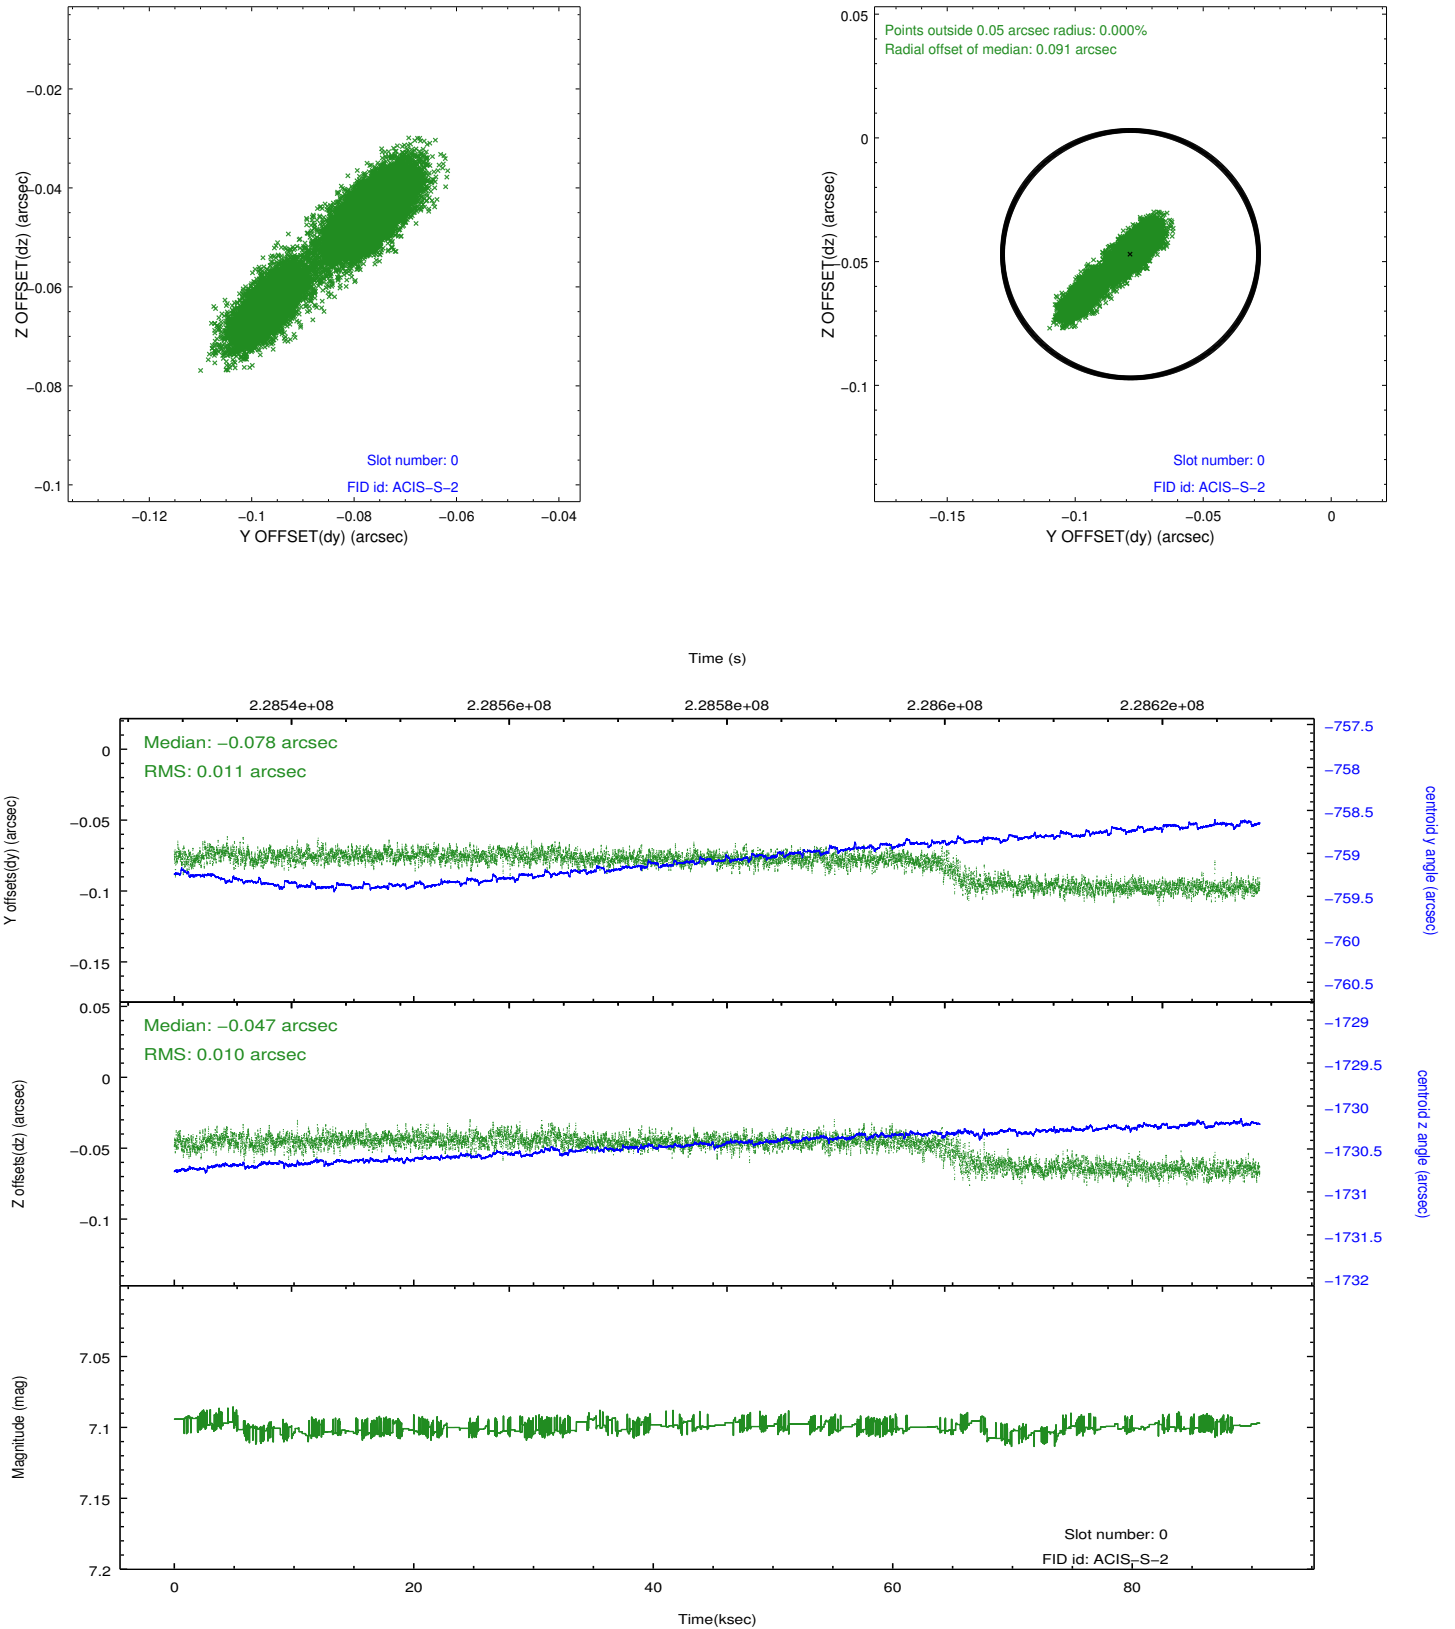 −0.02
−0.04
−0.06
−0.08
−0.1
Z OFFSET(dz) (arcsec)
Slot number: 0
FID id: ACIS−S−2
−0.12
−0.1
−0.08
−0.06
−0.04
Y OFFSET(dy) (arcsec)
Points outside 0.05 arcsec radius: 0.000%
Radial offset of median: 0.091 arcsec
0.05
0
−0.05
−0.1
Z OFFSET(dz) (arcsec)
Slot number: 0
FID id: ACIS−S−2
−0.15
−0.1
−0.05
0
Y OFFSET(dy) (arcsec)
Time (s)
2.2854e+08
2.2856e+08
2.2858e+08
2.286e+08
2.2862e+08
Median: −0.078 arcsec
RMS: 0.011 arcsec
0
−0.05
−0.1
−0.15
Y offsets(dy) (arcsec)
−757.5
−758
−758.5
−759
−759.5
−760
−760.5
centroid y angle (arcsec)
Median: −0.047 arcsec
RMS: 0.010 arcsec
0.05
0
−0.05
−0.1
Z offsets(dz) (arcsec)
−1729
−1729.5
−1730
−1730.5
−1731
−1731.5
−1732
centroid z angle (arcsec)
7.05
7.1
7.15
7.2
Magnitude (mag)
Slot number: 0
FID id: ACIS−S−2
0
20
40
60
80
Time(ksec)